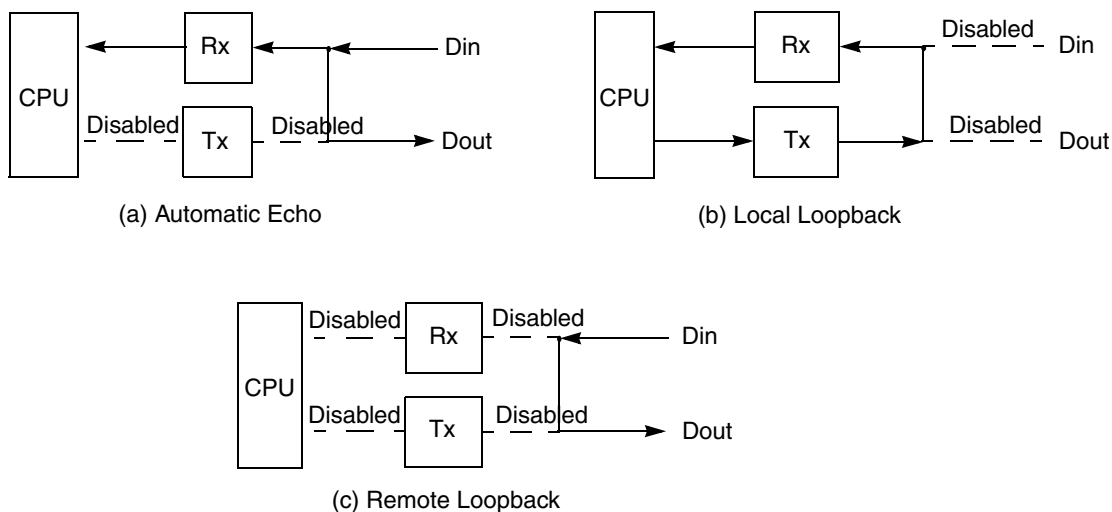 Rx
Din
CPU
Disabled
Tx
Disabled
Dout
(a) Automatic Echo
Rx
Disabled
Din
CPU
Tx
Disabled
Dout
(b) Local Loopback
Disabled
Rx
Disabled
Din
CPU
Disabled
Tx
Disabled
Dout
(c) Remote Loopback